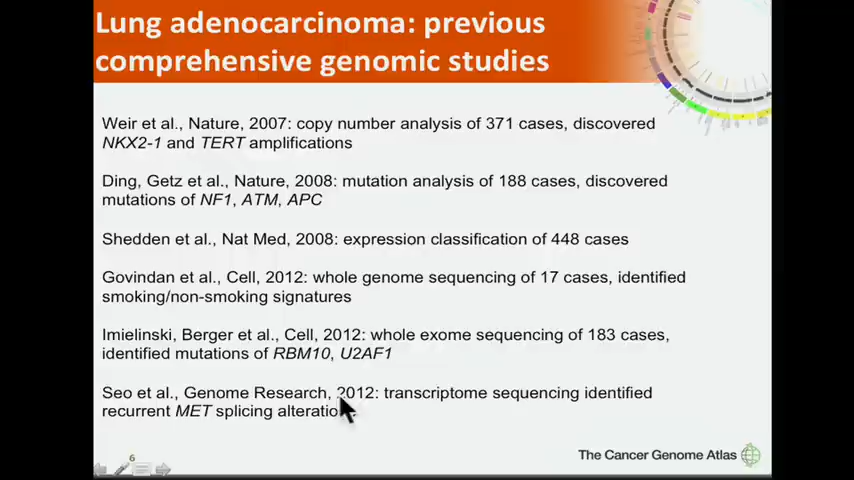 Lung adenocarcinoma: previous
comprehensive genomic studies
Weir et al., Nature, 2007: copy number analysis of 371 cases, discovered
NKX2-1 and TERT amplifications
Ding, Getz et al., Nature, 2008: mutation analysis of 188 cases, discovered
mutations of NF1, ATM, APC
Shedden et al., Nat Med, 2008: expression classification of 448 cases
Govindan et al., Cell, 2012: whole genome sequencing of 17 cases, identified
smoking/non-smoking signatures
Imielinski, Berger et al., Cell, 2012: whole exome sequencing of 183 cases,
identified mutations of RBM10, U2AF1
Seo et al., Genome Research, 2012: transcriptome sequencing identified
recurrent MET splicing
The Cancer Genome Atlas
6